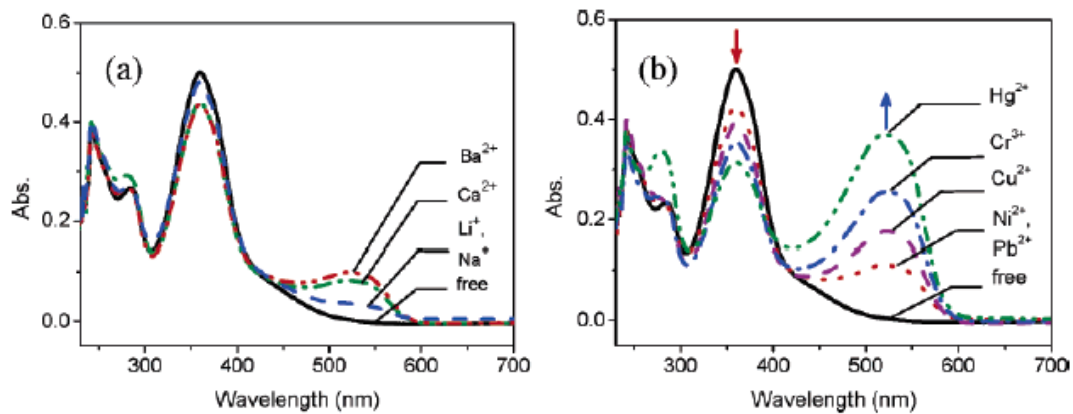 (a)
0.6
0.4
0.2
0.0
Abs.
300 400 500 600 700
Wavelength (nm)
Ba²⁺
Ca²⁺
Li⁺,
Na⁺
free
(b)
0.6
0.4
0.2
0.0
Abs.
300 400 500 600 700
Wavelength (nm)
Hg²⁺
Cr³⁺
Cu²⁺
Ni²⁺,
Pb²⁺
free